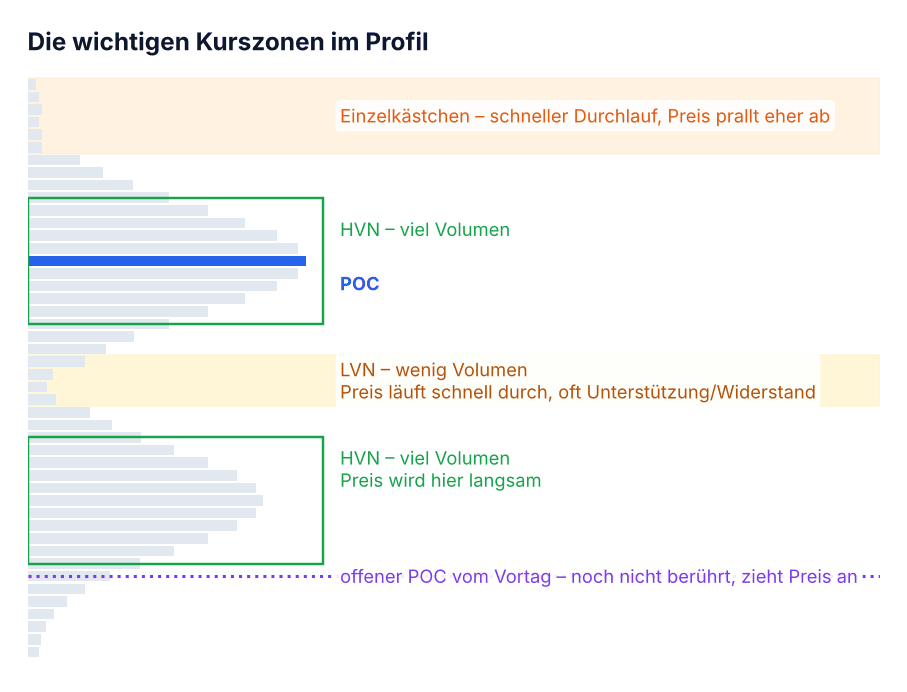 Die wichtigen Kurszonen im Profil
Einzelkästchen – schneller Durchlauf, Preis prallt eher ab
HVN – viel Volumen
POC
LVN – wenig Volumen
Preis läuft schnell durch, oft Unterstützung/Widerstand
HVN – viel Volumen
Preis wird hier langsam
offener POC vom Vortag – noch nicht berührt, zieht Preis an